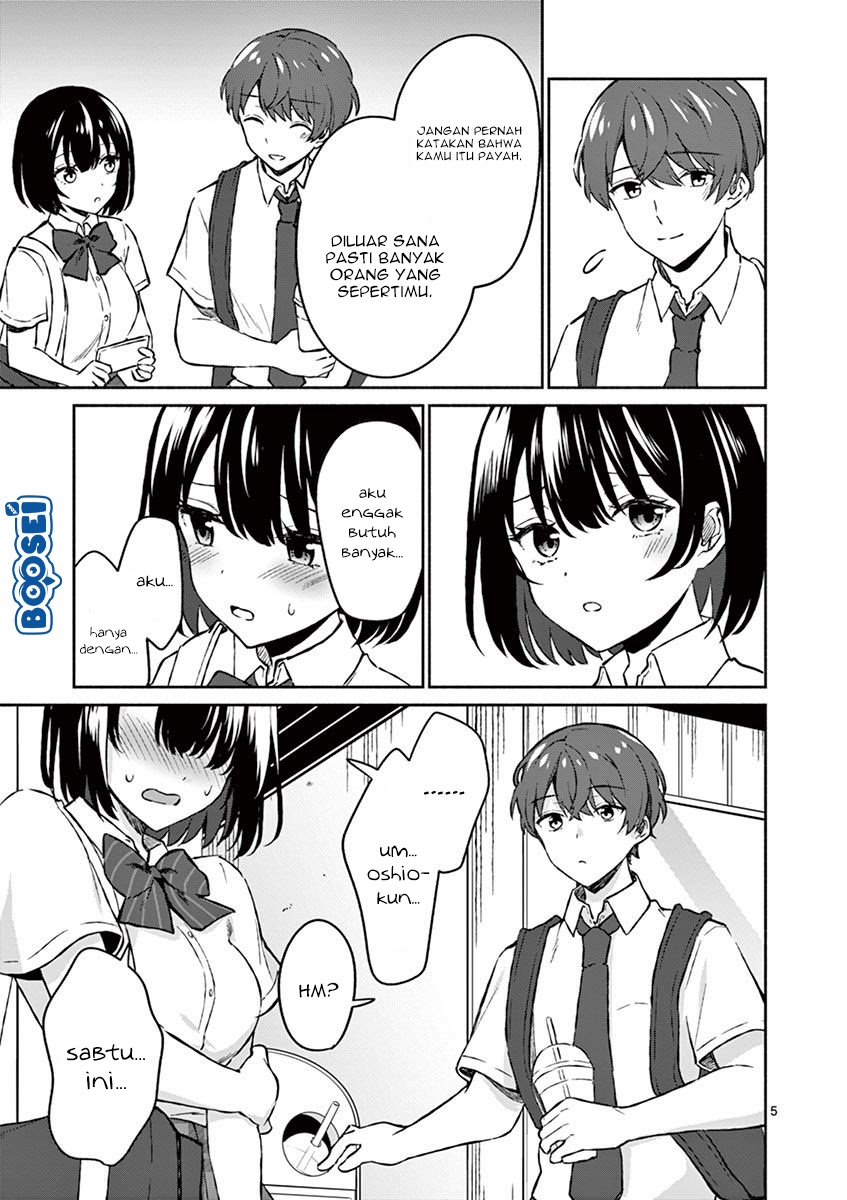 JANGAN PERNAH
KATAKAN BAHWA
KAMU ITU PAYAH.
DILUAR SANA
PASTI BANYAK
ORANG YANG
SEPERTIMU.
aku
enggak
butuh
banyak...
aku...
hanya
dengan...
BOOSEI
........
um...
oshio-
kun...
HM?
sabtu...
ini...
5